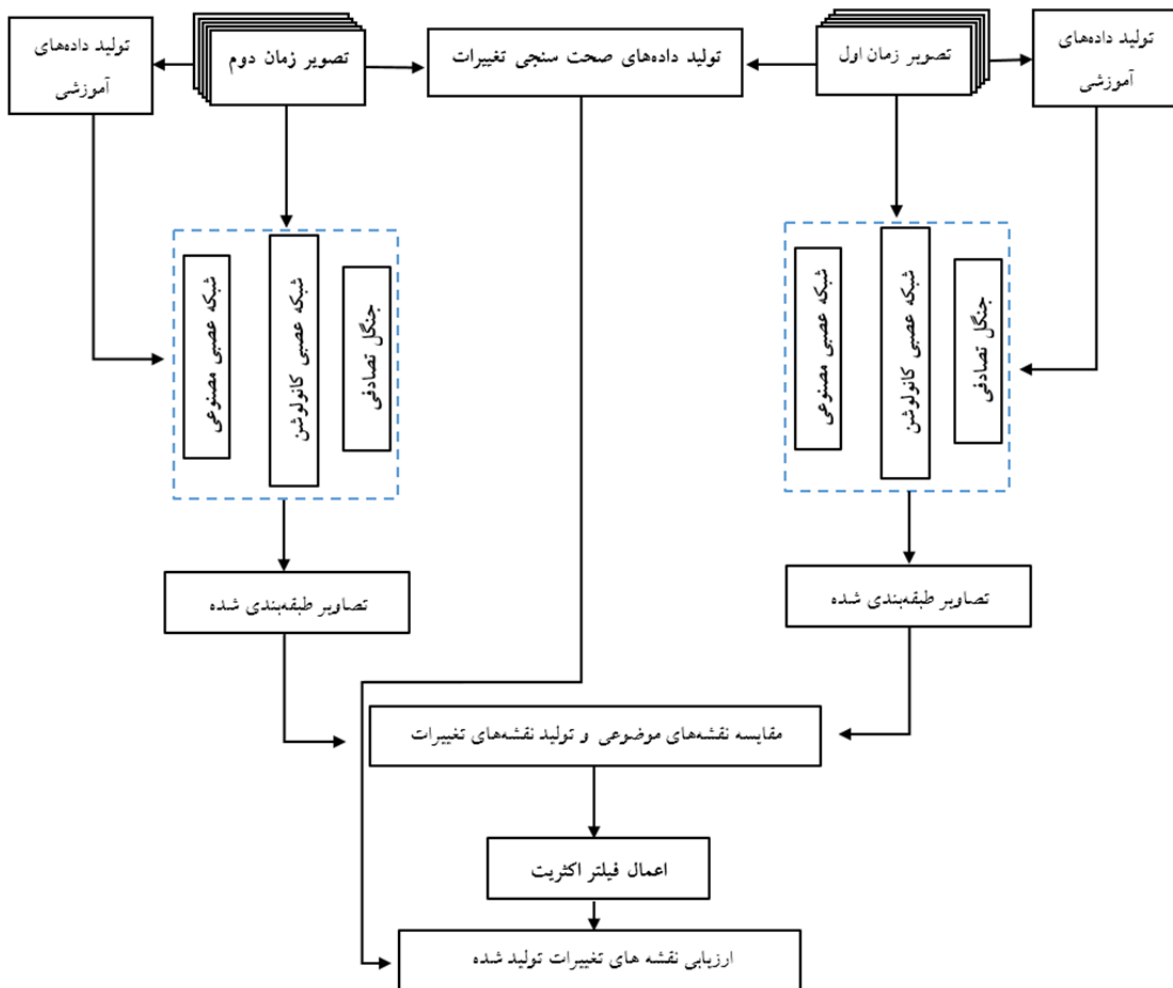 تولید داده‌های
آموزشی
تصویر زمان اول
تولید داده‌های صحت سنجی تغییرات
تصویر زمان دوم
تولید داده‌های
آموزشی
جنگل تصادفی
شبکه عصبی کانولوشن
شبکه عصبی مصنوعی
جنگل تصادفی
شبکه عصبی کانولوشن
شبکه عصبی مصنوعی
تصاویر طبقه‌بندی شده
تصاویر طبقه‌بندی شده
مقایسه نقشه‌های موضوعی و تولید نقشه‌های تغییرات
اعمال فیلتر اکثریت
ارزیابی نقشه های تغییرات تولید شده